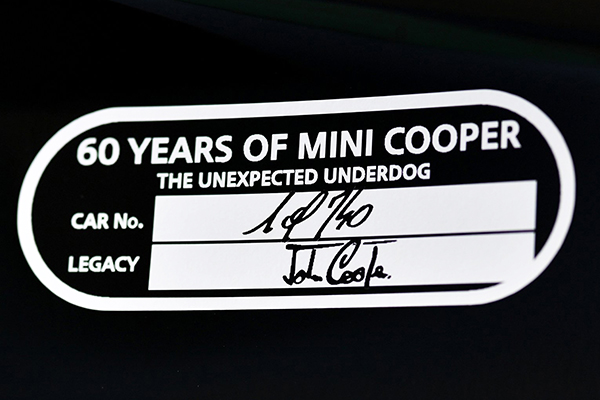 60 YEARS OF MINI COOPER
THE UNEXPECTED UNDERDOG
CAR No. 1 of 740
LEGACY John Cooper.